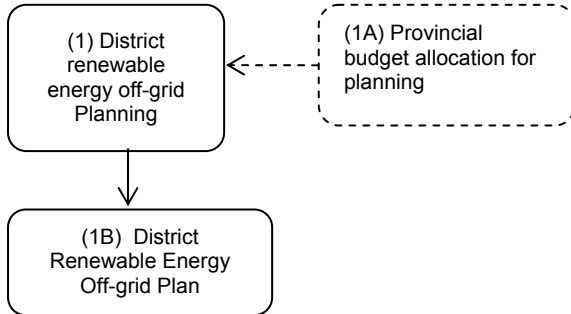 (1) District
renewable
energy off-grid
Planning
(1A) Provincial
budget allocation for
planning
(1B) District
Renewable Energy
Off-grid Plan